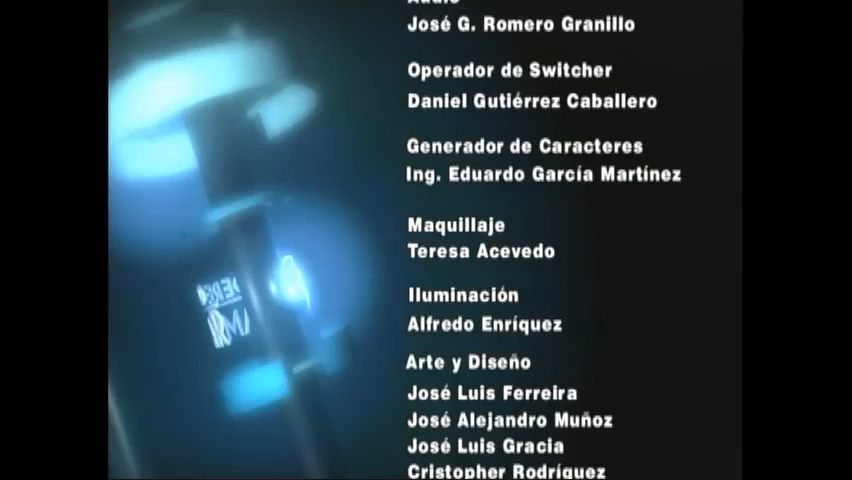 Audio
José G. Romero Granillo
Operador de Switcher
Daniel Gutiérrez Caballero
Generador de Caracteres
Ing. Eduardo García Martínez
Maquillaje
Teresa Acevedo
Iluminación
Alfredo Enríquez
Arte y Diseño
José Luis Ferreira
José Alejandro Muñoz
José Luis Gracia
Cristopher Rodríguez